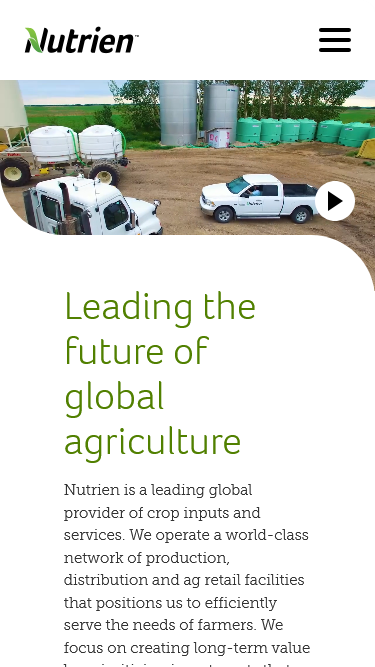 Nutrien™
Leading the
future of
global
agriculture
Nutrien is a leading global
provider of crop inputs and
services. We operate a world-class
network of production,
distribution and ag retail facilities
that positions us to efficiently
serve the needs of farmers. We
focus on creating long-term value